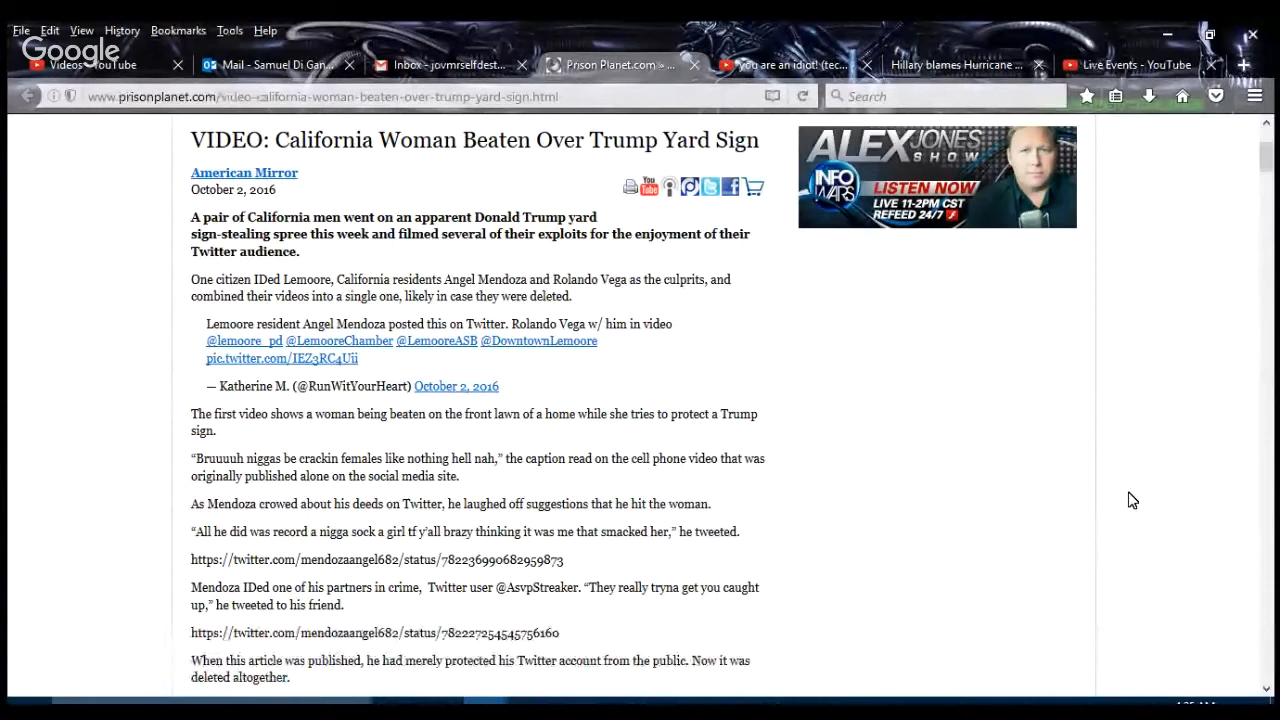 File Edit View History Bookmarks Tools Help
Google
Videos - YouTube
Mail - Samuel Di Gan...
Inbox - jovmrselfdest...
Prison Planet.com » ...
you are an idiot! (tec...
Hillary blames Hurricane
Live Events - YouTube
www.prisonplanet.com/video-california-woman-beaten-over-trump-yard-sign.html
Search
VIDEO: California Woman Beaten Over Trump Yard Sign
American Mirror
October 2, 2016
You Tube
ALEX JONES
SHOW
INFO WARS
LISTEN NOW
LIVE 11-2PM CST
REFEED 24/7
A pair of California men went on an apparent Donald Trump yard
sign-stealing spree this week and filmed several of their exploits for the enjoyment of their
Twitter audience.
One citizen IDed Lemoore, California residents Angel Mendoza and Rolando Vega as the culprits, and
combined their videos into a single one, likely in case they were deleted.
Lemoore resident Angel Mendoza posted this on Twitter. Rolando Vega w/ him in video
@lemoore_pd @LemooreChamber @LemooreASB @DowntownLemoore
pic.twitter.com/IEZ3RC4Uii
— Katherine M. (@RunWitYourHeart) October 2, 2016
The first video shows a woman being beaten on the front lawn of a home while she tries to protect a Trump
sign.
“Bruuuuh niggas be crackin females like nothing hell nah,” the caption read on the cell phone video that was
originally published alone on the social media site.
As Mendoza crowed about his deeds on Twitter, he laughed off suggestions that he hit the woman.
“All he did was record a nigga sock a girl tf y’all brazy thinking it was me that smacked her,” he tweeted.
https://twitter.com/mendozaangel682/status/782236990682959873
Mendoza IDed one of his partners in crime, Twitter user @AsvpStreaker. “They really tryna get you caught
up,” he tweeted to his friend.
https://twitter.com/mendozaangel682/status/782227254545756160
When this article was published, he had merely protected his Twitter account from the public. Now it was
deleted altogether.